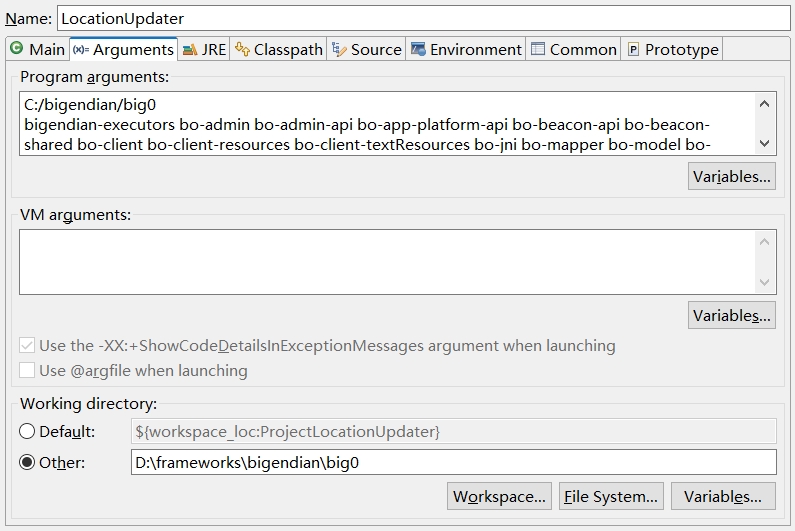 Name: LocationUpdater
Main (x)= Arguments JRE Classpath Source Environment Common Prototype
Program arguments:
C:/bigendian/big0
bigendian-executors bo-admin bo-admin-api bo-app-platform-api bo-beacon-api bo-beacon-
shared bo-client bo-client-resources bo-client-textResources bo-jni bo-mapper bo-model bo-
Variables...
VM arguments:
Variables...
Use the -XX:+ShowCodeDetailsInExceptionMessages argument when launching
Use @argfile when launching
Working directory:
Default: ${workspace_loc:ProjectLocationUpdater}
Other: D:\frameworks\bigendian\big0
Workspace... File System... Variables...